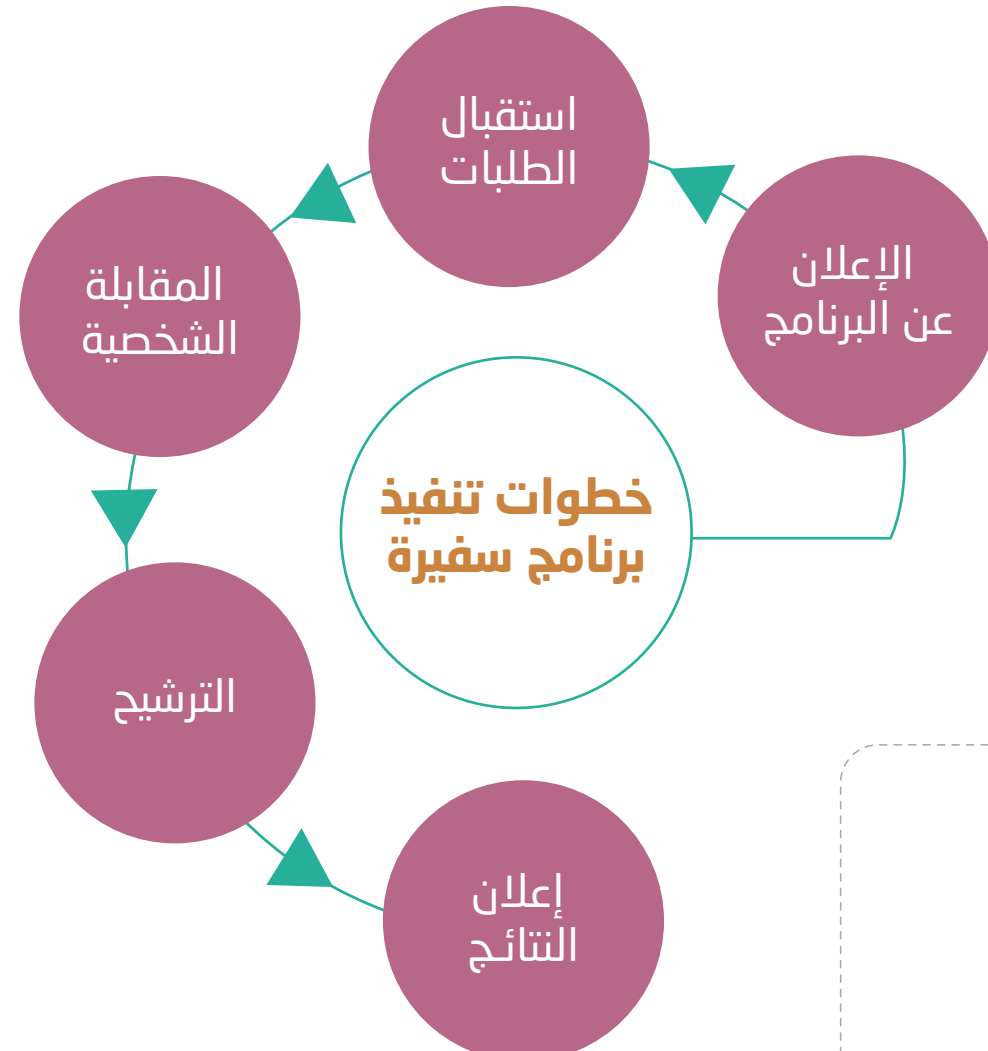 خطوات تنفيذ
برنامج سفيرة
الإعلان
عن البرنامج
استقبال
الطلبات
المقابلة
الشخصية
الترشيح
إعلان
النتائج